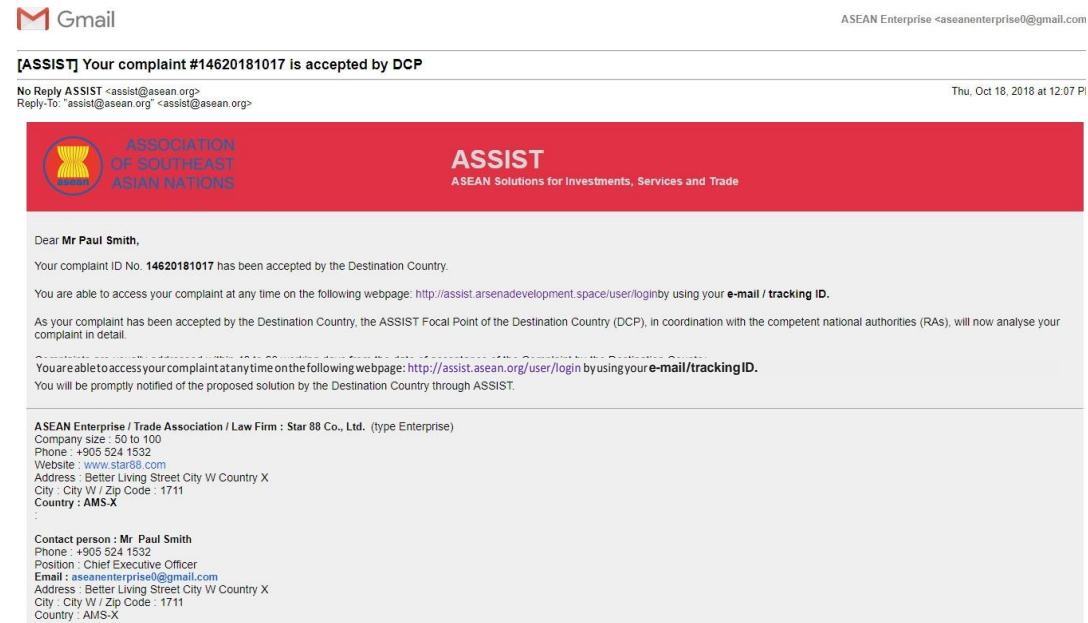 Gmail
ASEAN Enterprise <aseanenterprise0@gmail.com
[ASSIST] Your complaint #14620181017 is accepted by DCP
No Reply ASSIST <assist@asean.org>
Thu, Oct 18, 2018 at 12:07 P
Reply-To: "assist@asean.org" <assist@asean.org>
ASSOCIATION
OF SOUTHEAST
ASIAN NATIONS
asean
ASSIST
ASEAN Solutions for Investments, Services and Trade
Dear Mr Paul Smith,
Your complaint ID No. 14620181017 has been accepted by the Destination Country.
You are able to access your complaint at any time on the following webpage: http://assist.arsenadevelopment.space/user/loginby using your e-mail / tracking ID.
As your complaint has been accepted by the Destination Country, the ASSIST Focal Point of the Destination Country (DCP), in coordination with the competent national authorities (RAs), will now analyse your
complaint in detail.
You are able to access your complaint at any time on the following webpage: http://assist.asean.org/user/login by using your e-mail/tracking ID.
You will be promptly notified of the proposed solution by the Destination Country through ASSIST.
ASEAN Enterprise / Trade Association / Law Firm : Star 88 Co., Ltd. (type Enterprise)
Company size : 50 to 100
Phone : +905 524 1532
Website : www.star88.com
Address : Better Living Street City W Country X
City : City W / Zip Code : 1711
Country : AMS-X
:
Contact person : Mr Paul Smith
Phone : +905 524 1532
Position : Chief Executive Officer
Email : aseanenterprise0@gmail.com
Address : Better Living Street City W Country X
City : City W / Zip Code : 1711
Country : AMS-X